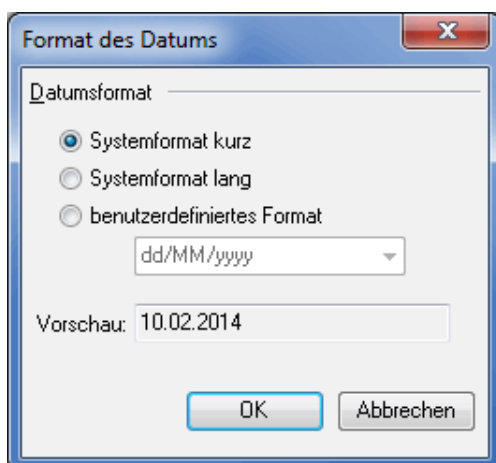 Format des Datums
Datumsformat
Systemformat kurz
Systemformat lang
benutzerdefiniertes Format
dd/MM/yyyy
Vorschau: 10.02.2014
OK Abbrechen